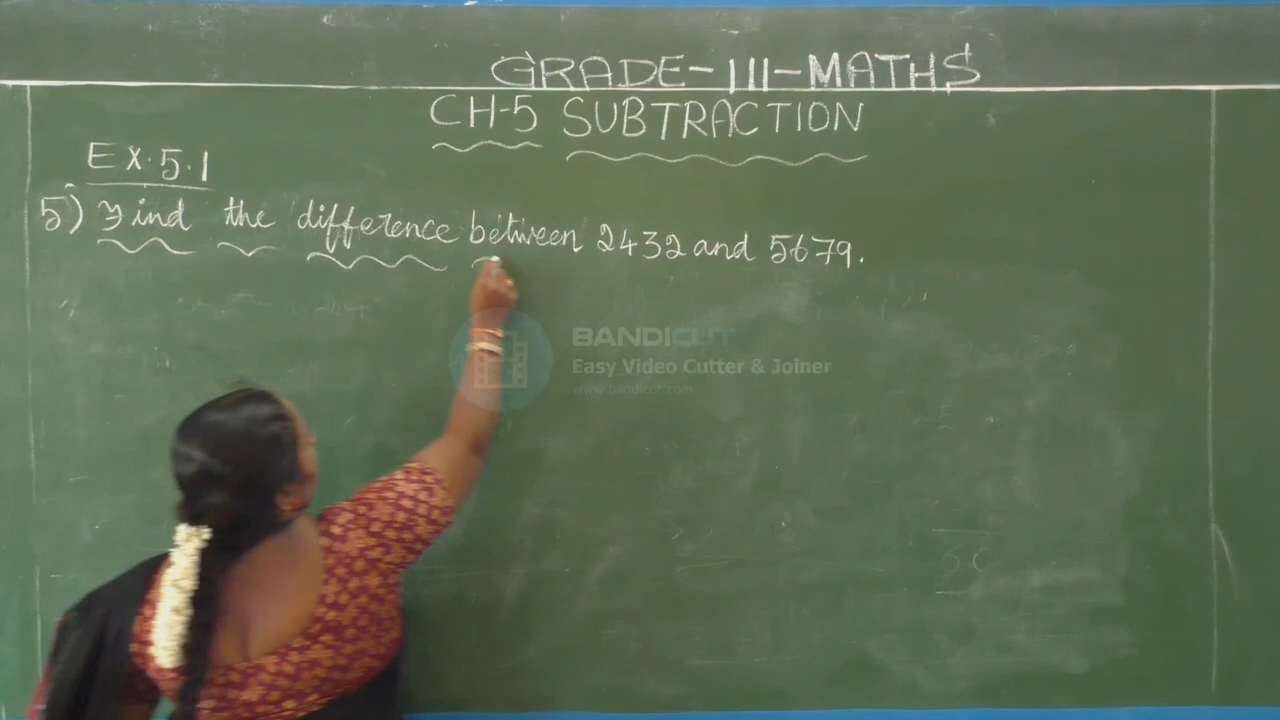 GRADE-III-MATHS
CH-5 SUBTRACTION
EX.5.1
5) Find the difference between 2432 and 5679.
BANDICUT
Easy Video Cutter & Joiner
www.bandicut.com
60